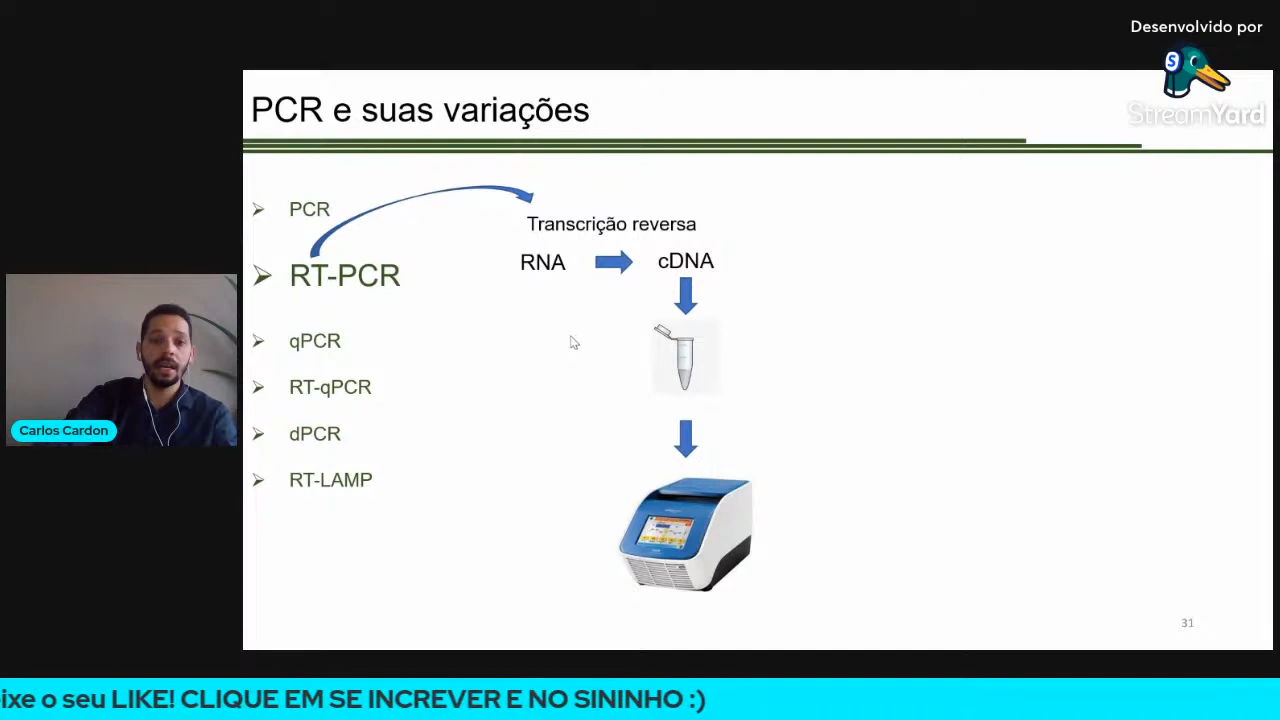 Desenvolvido por
S
StreamYard
PCR e suas variações
PCR
Transcrição reversa
RNA
cDNA
RT-PCR
qPCR
RT-qPCR
dPCR
RT-LAMP
Carlos Cardon
31
ixe o seu LIKE! CLIQUE EM SE INCREVER E NO SININHO :)